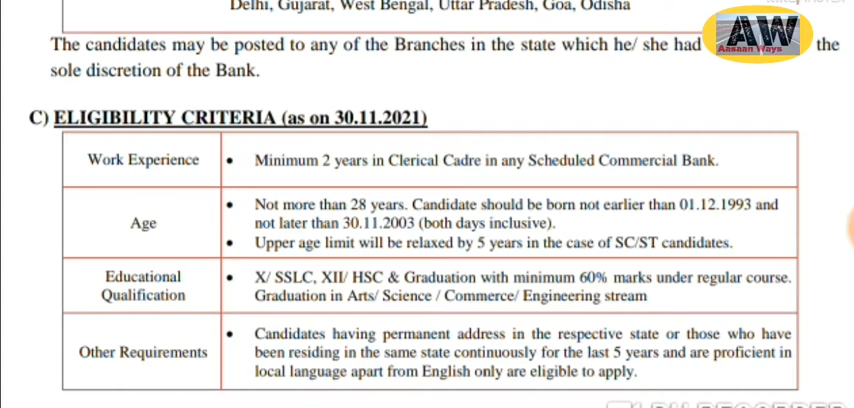 Delhi, Gujarat, West Bengal, Uttar Pradesh, Goa, Odisha
The candidates may be posted to any of the Branches in the state which he/ she had the
sole discretion of the Bank.
AW
Aasaan Ways
C) ELIGIBILITY CRITERIA (as on 30.11.2021)
Work Experience
• Minimum 2 years in Clerical Cadre in any Scheduled Commercial Bank.
Age
• Not more than 28 years. Candidate should be born not earlier than 01.12.1993 and
not later than 30.11.2003 (both days inclusive).
• Upper age limit will be relaxed by 5 years in the case of SC/ST candidates.
Educational
Qualification
• X/ SSLC, XII/ HSC & Graduation with minimum 60% marks under regular course.
Graduation in Arts/ Science / Commerce/ Engineering stream
Other Requirements
• Candidates having permanent address in the respective state or those who have
been residing in the same state continuously for the last 5 years and are proficient in
local language apart from English only are eligible to apply.